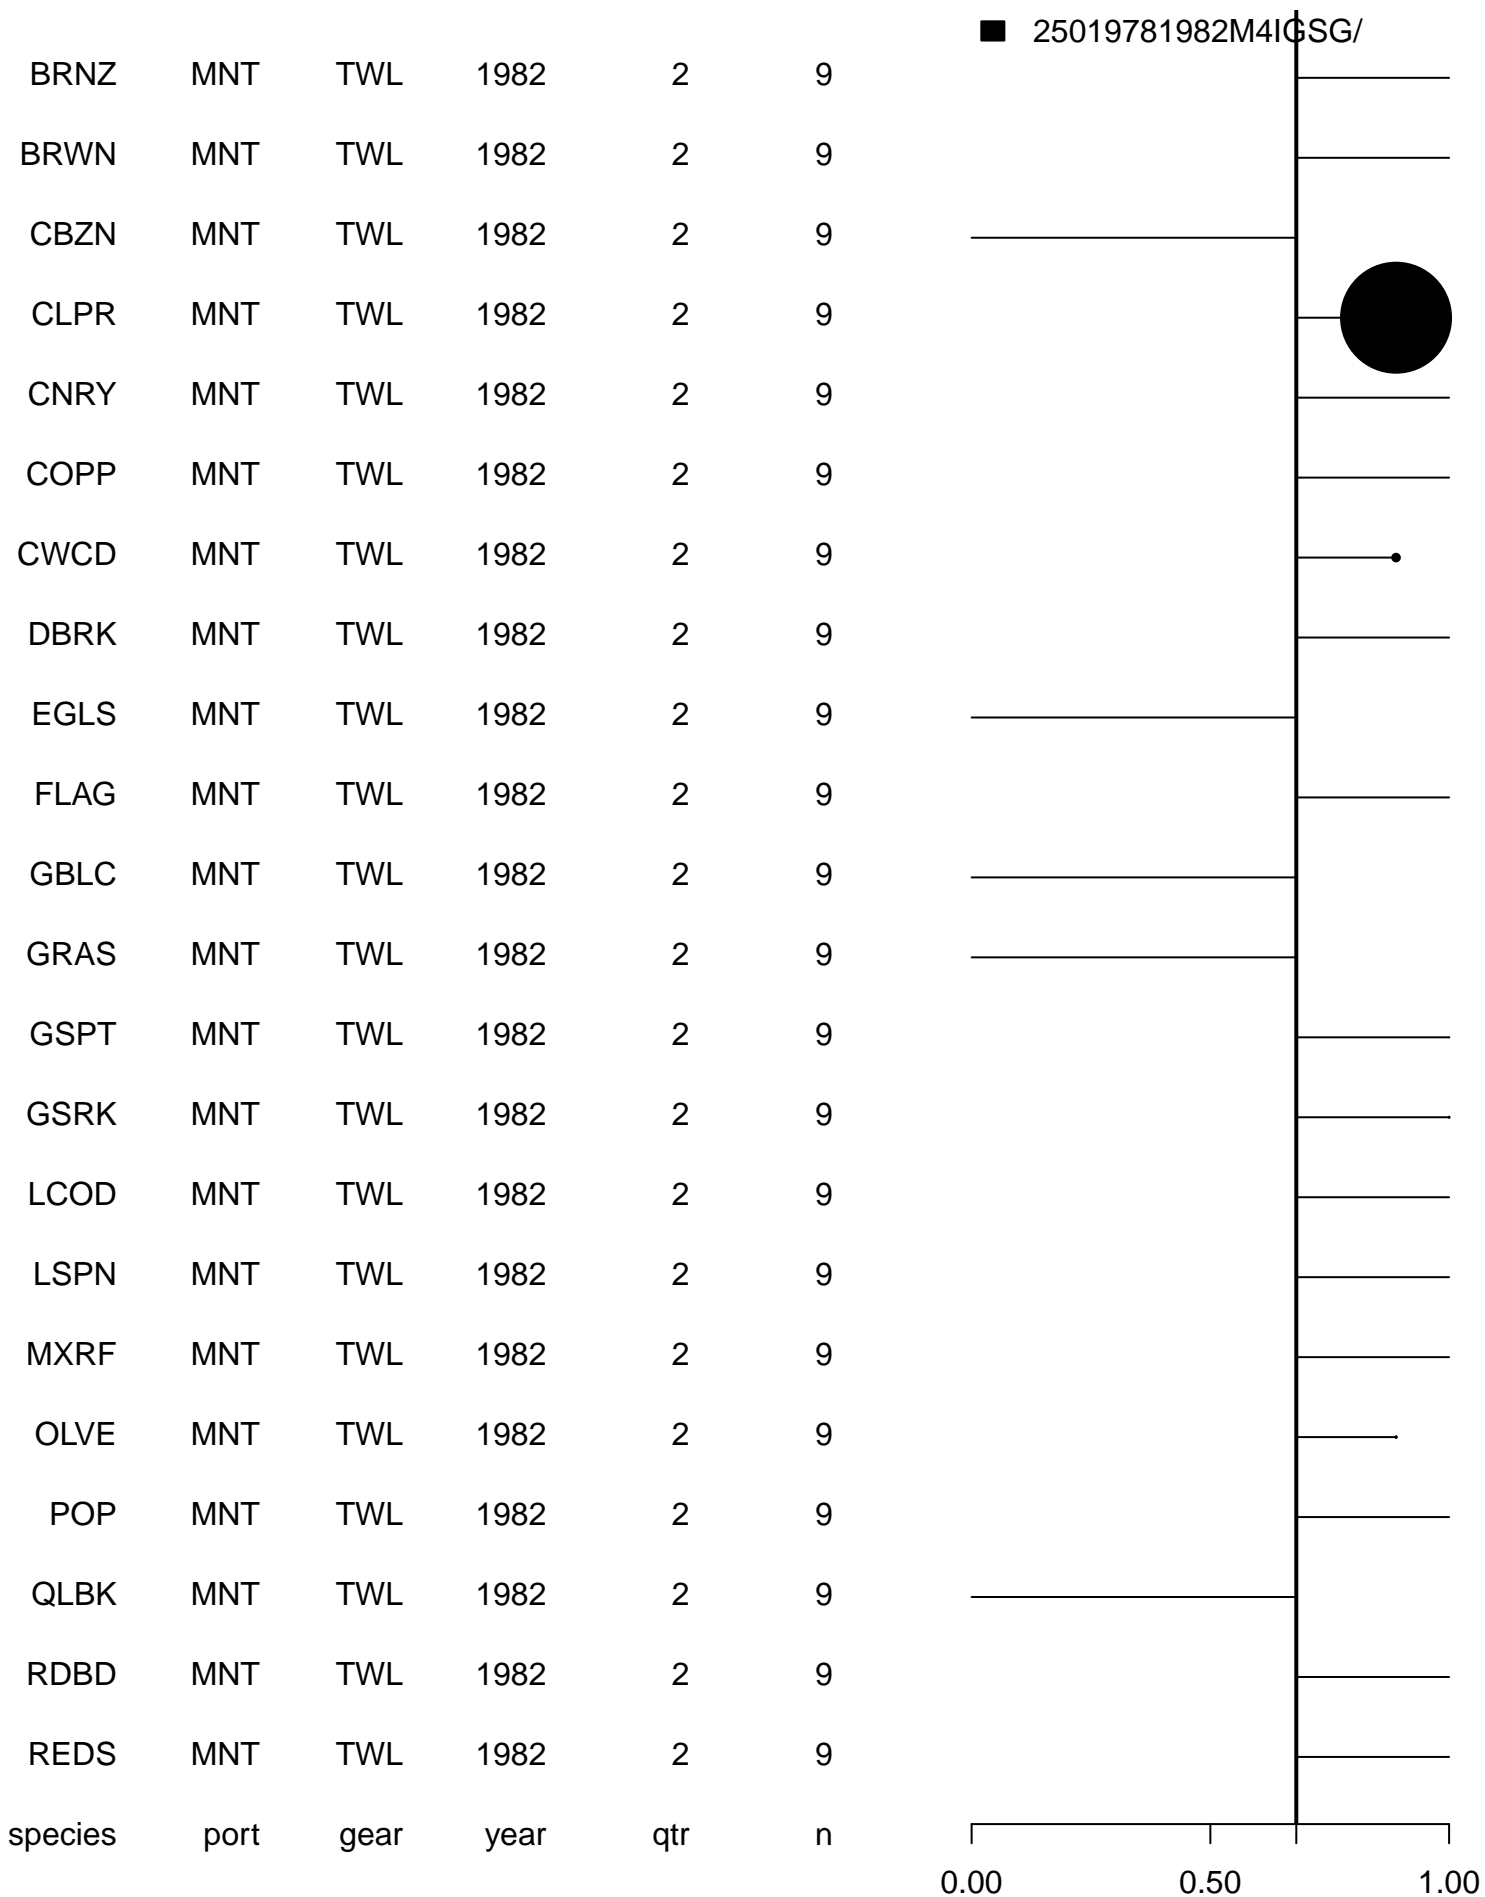 25019781982M4IGSG/
BRNZ MNT TWL 1982 2 9
BRWN MNT TWL 1982 2 9
CBZN MNT TWL 1982 2 9
CLPR MNT TWL 1982 2 9
CNRY MNT TWL 1982 2 9
COPP MNT TWL 1982 2 9
CWCD MNT TWL 1982 2 9
DBRK MNT TWL 1982 2 9
EGLS MNT TWL 1982 2 9
FLAG MNT TWL 1982 2 9
GBLC MNT TWL 1982 2 9
GRAS MNT TWL 1982 2 9
GSPT MNT TWL 1982 2 9
GSRK MNT TWL 1982 2 9
LCOD MNT TWL 1982 2 9
LSPN MNT TWL 1982 2 9
MXRF MNT TWL 1982 2 9
OLVE MNT TWL 1982 2 9
POP MNT TWL 1982 2 9
QLBK MNT TWL 1982 2 9
RDBD MNT TWL 1982 2 9
REDS MNT TWL 1982 2 9
species port gear year qtr n
0.00 0.50 1.00